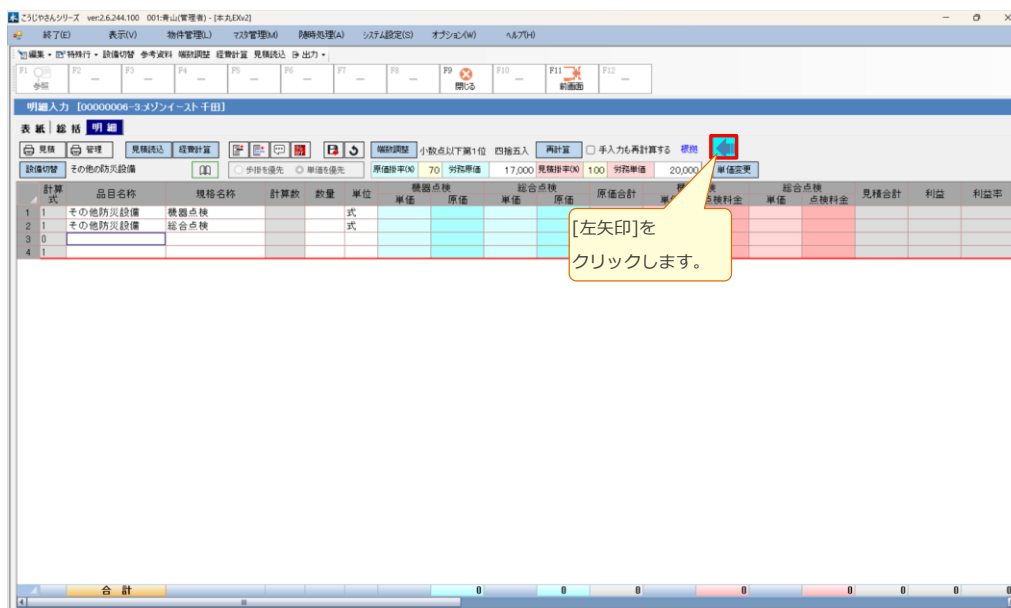 こうじやさんシリーズ ver.2.6.244.100 001:青山(管理者) - [本丸EXv2]
終了(E) 表示(V) 物件管理(L) マスタ管理(M) 随時処理(A) システム設定(S) オプション(W) ヘルプ(H)
編集 特殊行 設備切替 参考資料 端数調整 経費計算 見積読込 出力
F1 F2 F3 F4 F5 F6 F7 F8 F9 F10 F11 F12
参照 閉じる 前画面
明細入力 [00000006-3:メゾンイースト千田]
表 紙 総 括 明 細
見積 管理 見積読込 経費計算 端数調整 小数点以下第1位 四捨五入 再計算 手入力も再計算する 標準
設備切替 その他の防災設備 歩掛を優先 単価を優先 原価掛率(%) 70 労務原価 17,000 見積掛率(%) 100 労務単価 20,000 単価変更
計算式 品目名称 規格名称 計算数 数量 単位 機器点検 総合点検 原価合計 総合点検 見積合計 利益 利益率
単価 原価 単価 原価 点検料金 単価 点検料金
1 1 その他防災設備 機器点検 式
2 1 その他防災設備 総合点検 式
3 0
4 1
[左矢印]を
クリックします。
合 計 0 0 0 0 0 0 0 0